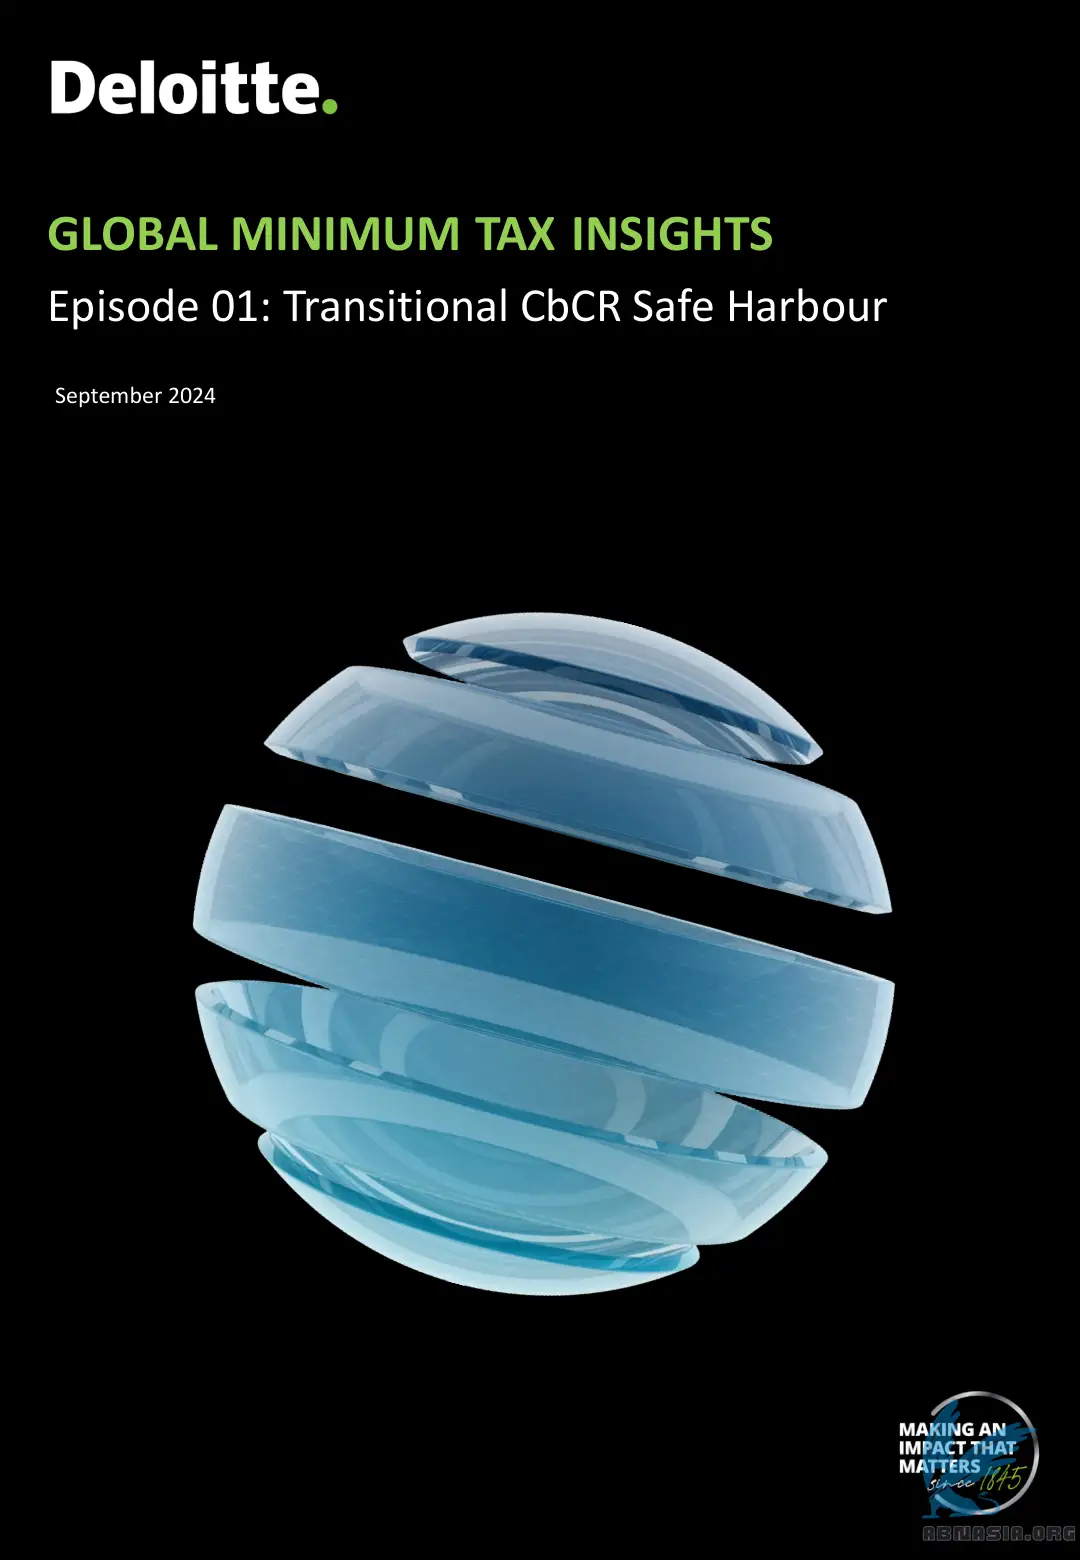 Deloitte.
GLOBAL MINIMUM TAX INSIGHTS
Episode 01: Transitional CbCR Safe Harbour
September 2024
MAKING AN
IMPACT THAT
MATTERS
since 1845
ABMASIA.ORG